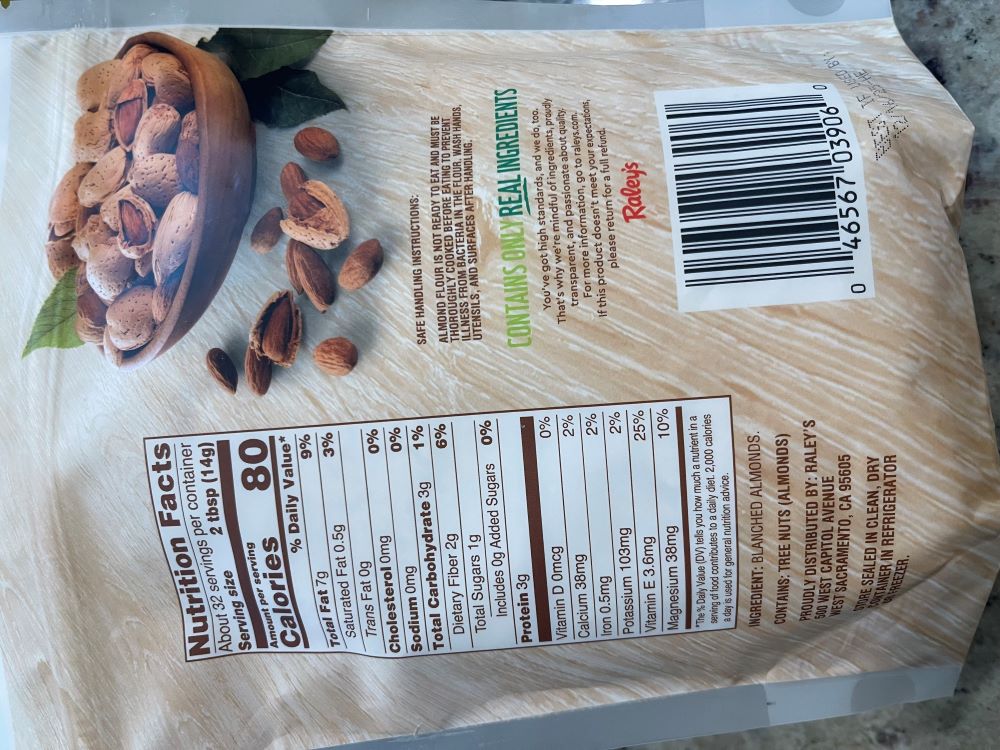 Nutrition Facts
About 32 servings per container
Serving size 2 tbsp (14g)
Amount per serving
Calories 80
% Daily Value*
Total Fat 7g 9%
Saturated Fat 0.5g 3%
Trans Fat 0g
Cholesterol 0mg 0%
Sodium 0mg 0%
Total Carbohydrate 3g 1%
Dietary Fiber 2g 6%
Total Sugars 1g
Includes 0g Added Sugars 0%
Protein 3g
Vitamin D 0mcg 0%
Calcium 38mg 2%
Iron 0.5mg 2%
Potassium 103mg 2%
Vitamin E 3.6mg 25%
Magnesium 38mg 10%
*The % Daily Value (DV) tells you how much a nutrient in a
serving of food contributes to a daily diet. 2,000 calories
a day is used for general nutrition advice.
INGREDIENT: BLANCHED ALMONDS.
CONTAINS: TREE NUTS (ALMONDS)
PROUDLY DISTRIBUTED BY: RALEY'S
500 WEST CAPITOL AVENUE
WEST SACRAMENTO, CA 95605
STORE SEALED IN CLEAN, DRY
CONTAINER IN REFRIGERATOR
OR FREEZER.
SAFE HANDLING INSTRUCTIONS:
ALMOND FLOUR IS NOT READY TO EAT AND MUST BE
THOROUGHLY COOKED BEFORE EATING TO PREVENT
ILLNESS FROM BACTERIA IN THE FLOUR. WASH HANDS,
UTENSILS, AND SURFACES AFTER HANDLING.
CONTAINS ONLY REAL INGREDIENTS
You've got high standards, and we do, too.
That's why we're mindful of ingredients, proudly
transparent, and passionate about quality.
For more information, go to raleys.com.
If this product doesn't meet your expectations,
please return for a full refund.
Raley's
0 46567 03906 0
IF USED BY: